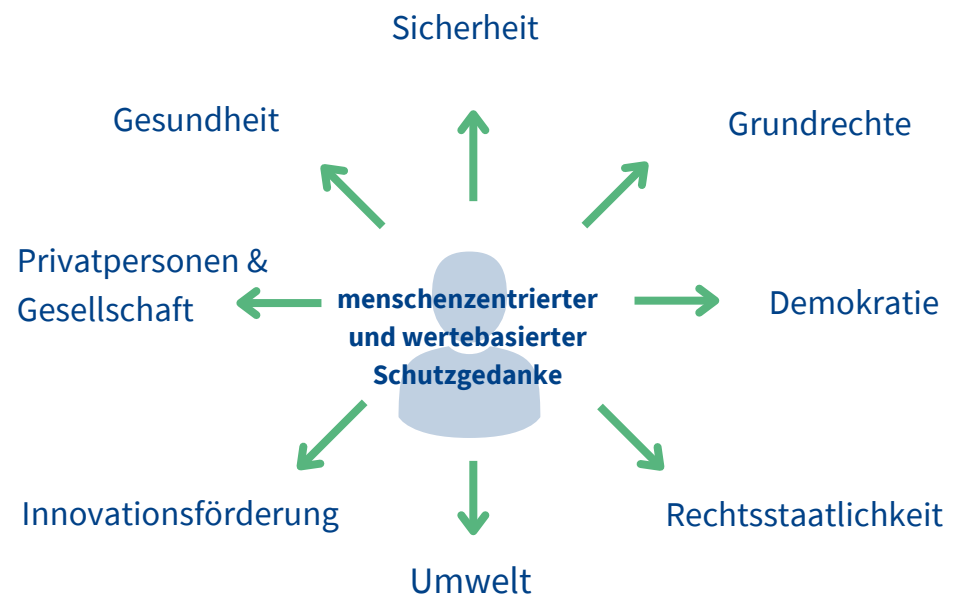 Sicherheit
Gesundheit
Grundrechte
Privatpersonen &
Gesellschaft
menschenzentrierter
und wertebasierter
Schutzgedanke
Demokratie
Innovationsförderung
Rechtsstaatlichkeit
Umwelt